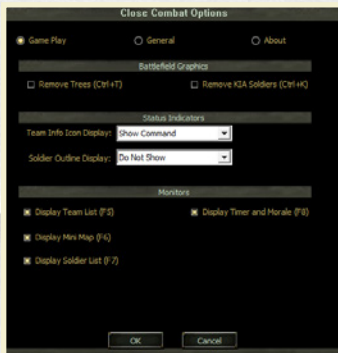 Close Combat Options
Game Play General About
Battlefield Graphics
Remove Trees (Ctrl+T) Remove KIA Soldiers (Ctrl+K)
Status Indicators
Team Info Icon Display: Show Command
Soldier Outline Display: Do Not Show
Monitors
Display Team List (F5) Display Timer and Morale (F8)
Display Mini Map (F6)
Display Soldier List (F7)
OK Cancel